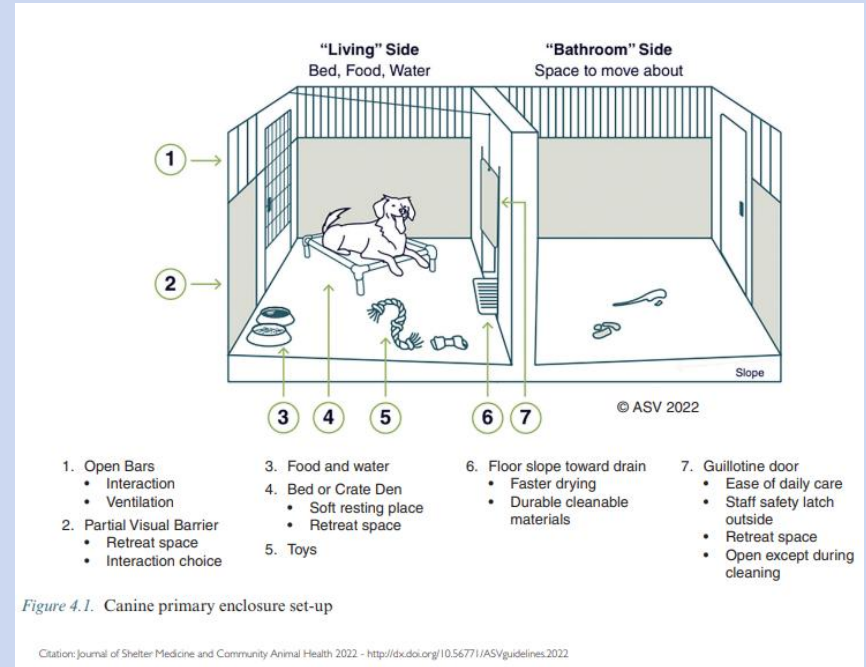 "Living" Side
Bed, Food, Water
"Bathroom" Side
Space to move about
1
2
3
4
5
6
7
Slope
© ASV 2022
1. Open Bars
• Interaction
• Ventilation
2. Partial Visual Barrier
• Retreat space
• Interaction choice
3. Food and water
4. Bed or Crate Den
• Soft resting place
• Retreat space
5. Toys
6. Floor slope toward drain
• Faster drying
• Durable cleanable
materials
7. Guillotine door
• Ease of daily care
• Staff safety latch
outside
• Retreat space
• Open except during
cleaning
Figure 4.1. Canine primary enclosure set-up
Citation: Journal of Shelter Medicine and Community Animal Health 2022 - http://dx.doi.org/10.56771/ASVguidelines.2022